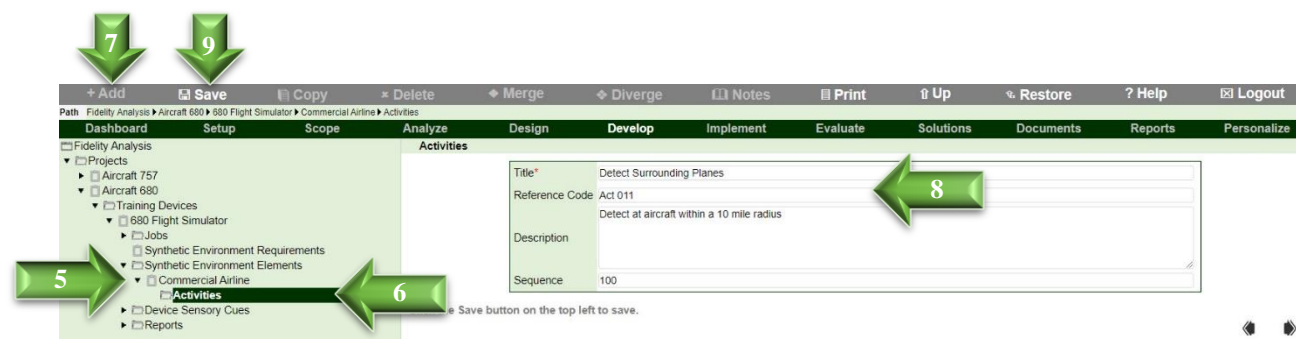 7 9
+ Add Save Copy × Delete Merge Diverge Notes Print Up Restore ? Help Logout
Path Fidelity Analysis Aircraft 680 680 Flight Simulator Commercial Airline Activities
Dashboard Setup Scope Analyze Design Develop Implement Evaluate Solutions Documents Reports Personalize
Fidelity Analysis
Activities
Projects
Aircraft 757
Aircraft 680
Training Devices
680 Flight Simulator
Jobs
Synthetic Environment Requirements
Synthetic Environment Elements
Commercial Airline
Activities
Device Sensory Cues
Reports
5
6
Title* Detect Surrounding Planes
Reference Code Act 011
8
Description Detect at aircraft within a 10 mile radius
Sequence 100
Save button on the top left to save.